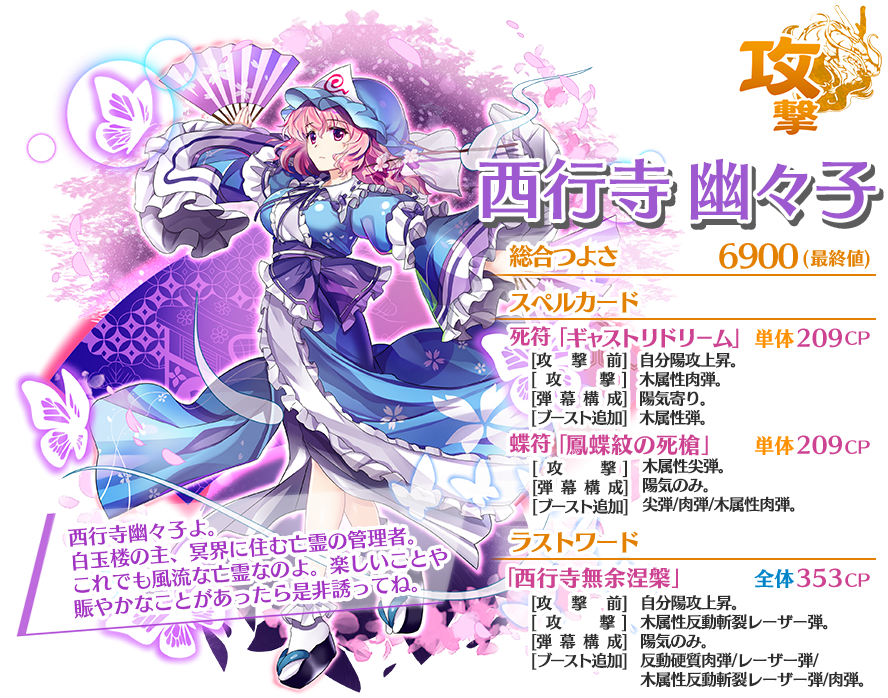 攻撃
西行寺 幽々子
総合つよさ 6900(最終値)
スペルカード
死符「ギャストリドリーム」 単体209CP
[攻撃前] 自分陽攻上昇。
[攻撃] 木属性肉弾。
[弾幕構成] 陽気寄り。
[ブースト追加] 木属性弾。
蝶符「鳳蝶紋の死槍」 単体209CP
[攻撃] 木属性尖弾。
[弾幕構成] 陽気のみ。
[ブースト追加] 尖弾/肉弾/木属性肉弾。
ラストワード
「西行寺無余涅槃」 全体353CP
[攻撃前] 自分陽攻上昇。
[攻撃] 木属性反動斬裂レーザー弾。
[弾幕構成] 陽気のみ。
[ブースト追加] 反動硬質肉弾/レーザー弾/
木属性反動斬裂レーザー弾/肉弾。
西行寺幽々子よ。
白玉楼の主、冥界に住む亡霊の管理者。
これでも風流な亡霊なのよ。楽しいことや
賑やかなことがあったら是非誘ってね。